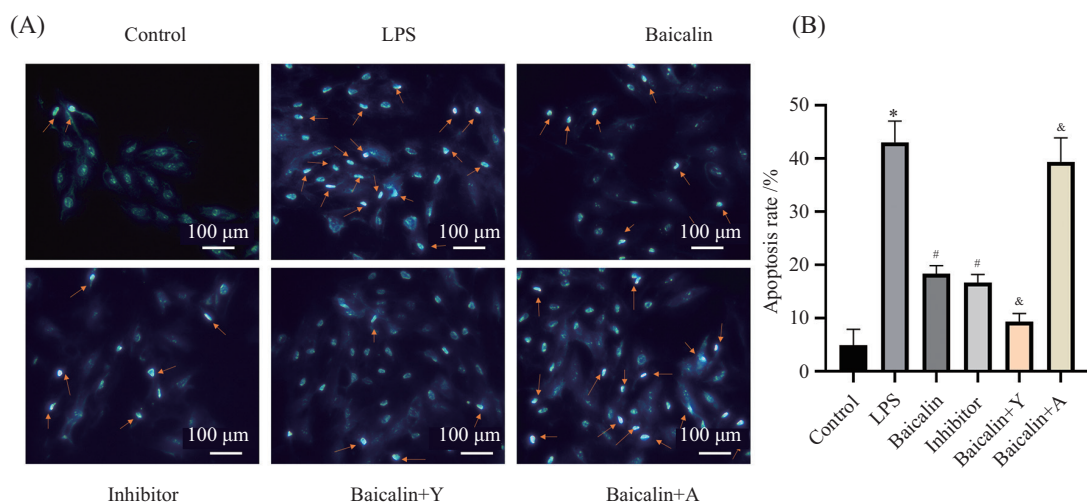 (A)
Control
LPS
Baicalin
100 μm
100 μm
100 μm
100 μm
100 μm
100 μm
Inhibitor
Baicalin+Y
Baicalin+A
(B)
Apoptosis rate /%
50
40
30
20
10
0
*
#
#
&
&
Control
LPS
Baicalin
Inhibitor
Baicalin+Y
Baicalin+A